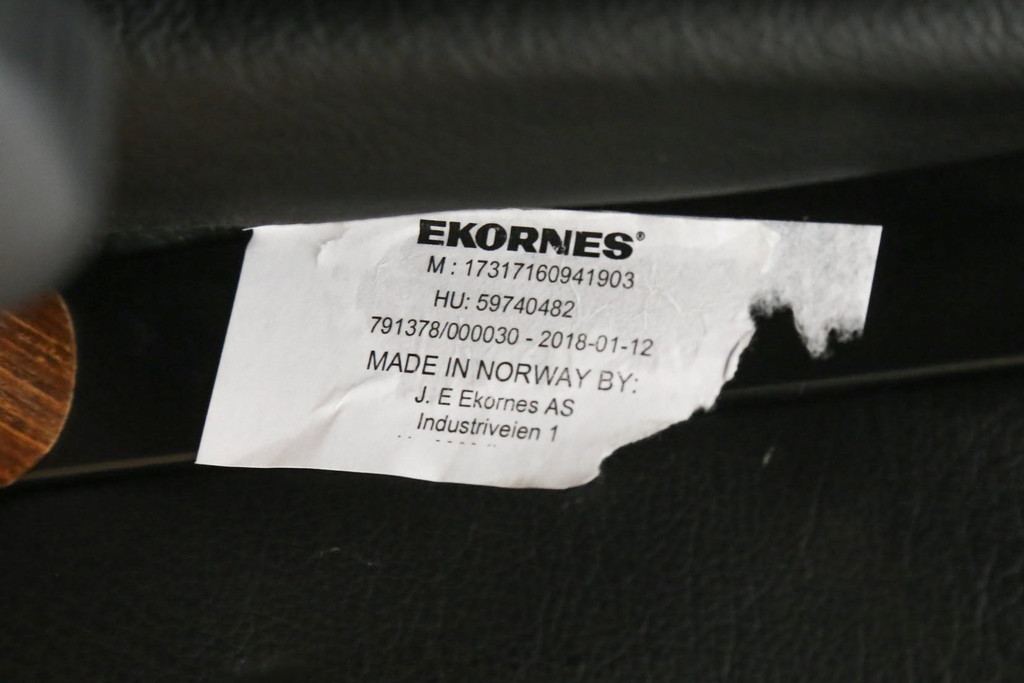 EKORNES®
M : 17317160941903
HU: 59740482
791378/000030 - 2018-01-12
MADE IN NORWAY BY:
J. E Ekornes AS
Industriveien 1